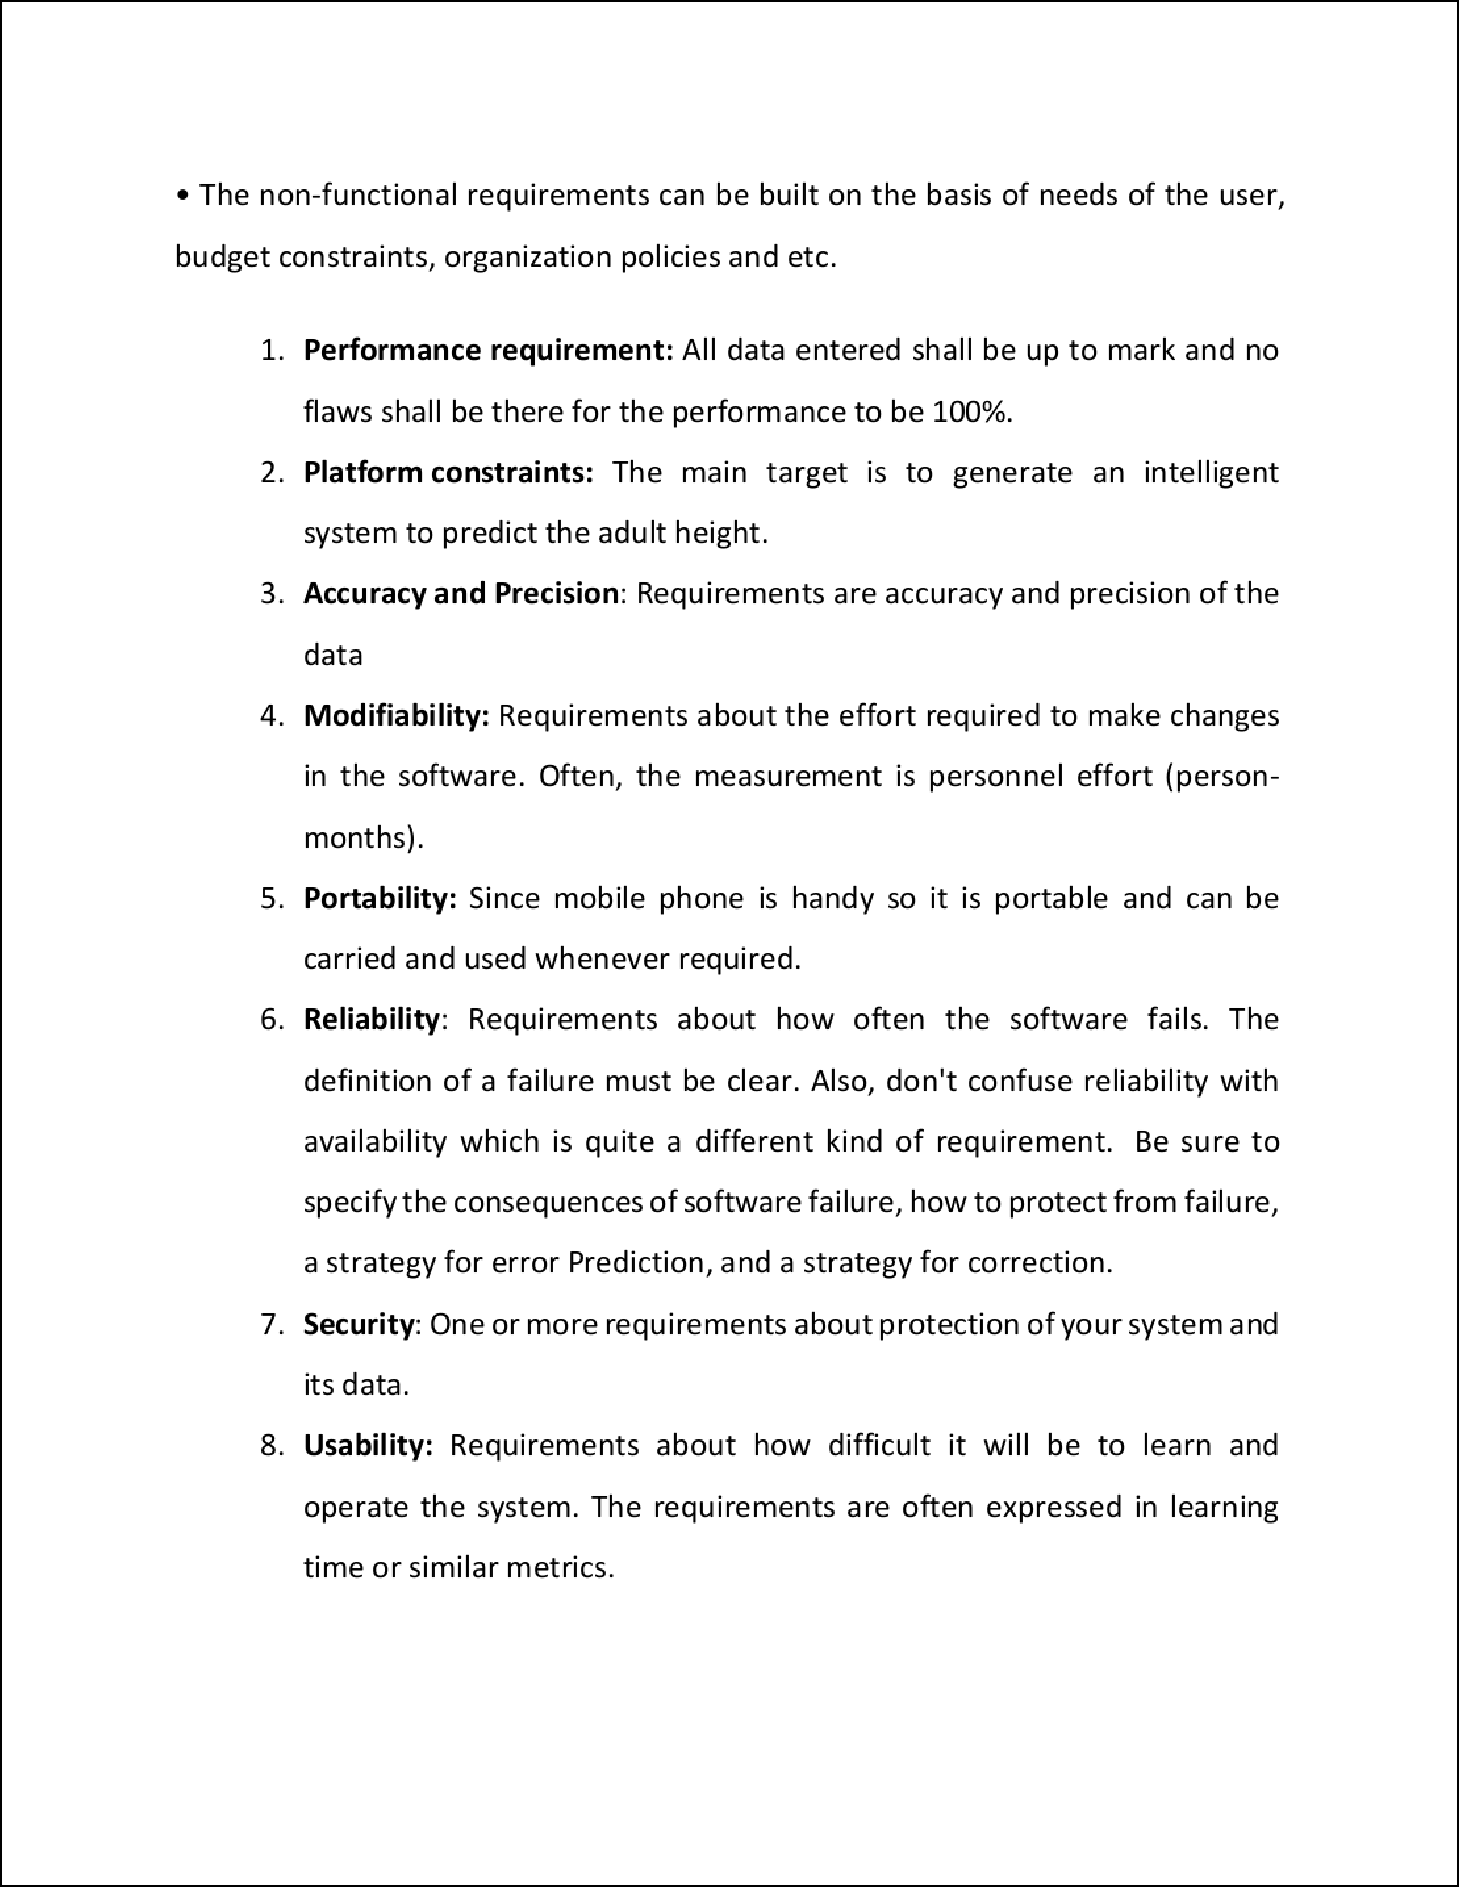 • The non-functional requirements can be built on the basis of needs of the user,
budget constraints, organization policies and etc.
1. Performance requirement: All data entered shall be up to mark and no
flaws shall be there for the performance to be 100%.
2. Platform constraints: The main target is to generate an intelligent
system to predict the adult height.
3. Accuracy and Precision: Requirements are accuracy and precision of the
data
4. Modifiability: Requirements about the effort required to make changes
in the software. Often, the measurement is personnel effort (person-
months).
5. Portability: Since mobile phone is handy so it is portable and can be
carried and used whenever required.
6. Reliability: Requirements about how often the software fails. The
definition of a failure must be clear. Also, don't confuse reliability with
availability which is quite a different kind of requirement. Be sure to
specify the consequences of software failure, how to protect from failure,
a strategy for error Prediction, and a strategy for correction.
7. Security: One or more requirements about protection of your system and
its data.
8. Usability: Requirements about how difficult it will be to learn and
operate the system. The requirements are often expressed in learning
time or similar metrics.